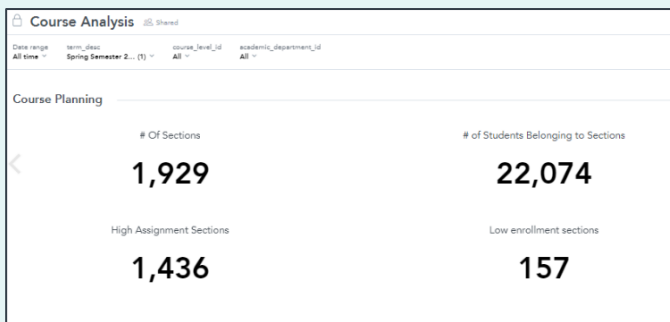 Course Analysis Shared
Date range term_desc course_level_id academic_department_id
All time Spring Semester 2... (1) All All
Course Planning
# Of Sections # of Students Belonging to Sections
1,929 22,074
High Assignment Sections Low enrollment sections
1,436 157